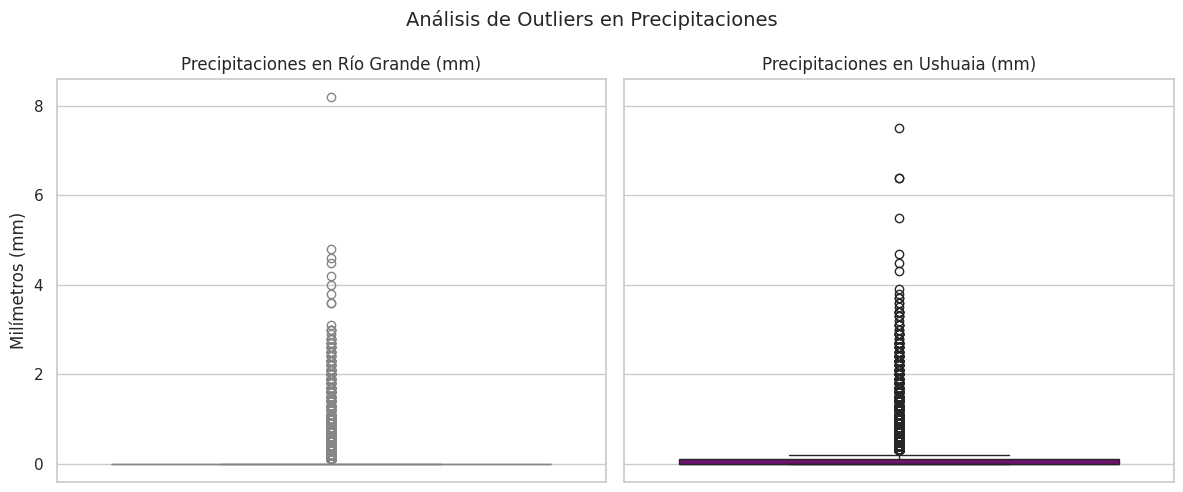 Análisis de Outliers en Precipitaciones
Precipitaciones en Río Grande (mm)
Precipitaciones en Ushuaia (mm)
Milímetros (mm)
8
6
4
2
0